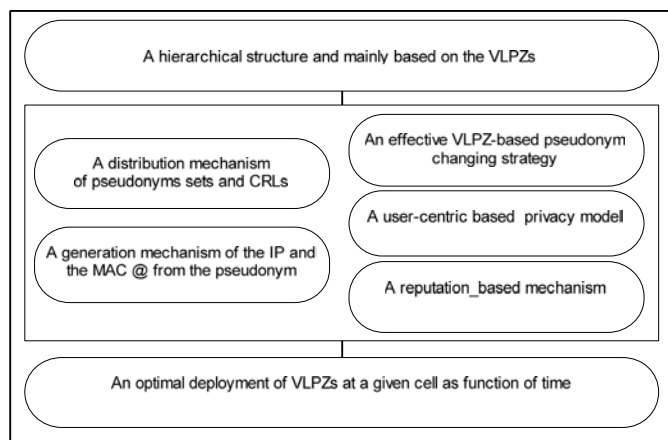 A hierarchical structure and mainly based on the VLPZs
A distribution mechanism
of pseudonyms sets and CRLs
A generation mechanism of the IP and
the MAC @ from the pseudonym
An effective VLPZ-based pseudonym
changing strategy
A user-centric based privacy model
A reputation_based mechanism
An optimal deployment of VLPZs at a given cell as function of time